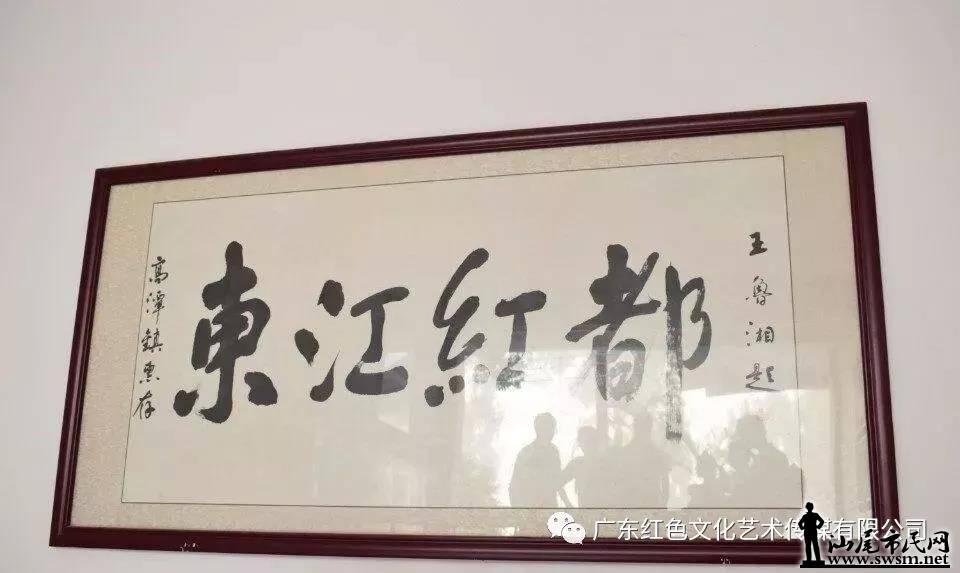 高潭鎮惠存
東江紅都
王魯湘題
广东红色文化艺术传媒有限公司
汕尾市民网
www.swsm.net